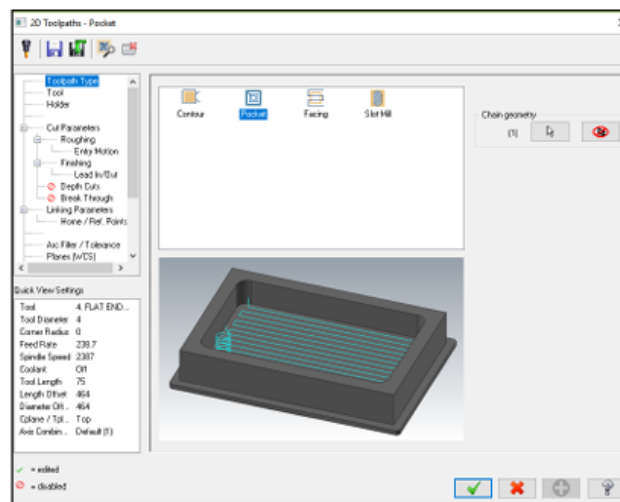 2D Toolpaths - Pocket
Toolpath Type
Tool
Holder
Cut Parameters
Roughing
Entry Motion
Finishing
Lead In/Out
Depth Cuts
Break Through
Linking Parameters
Home / Ref. Points
Arc Filter / Tolerance
Planes (WCS)
Contour
Pocket
Facing
Slot Mill
Chain geometry
(1)
Quick View Settings
Tool 4. FLAT END...
Tool Diameter 4
Corner Radius 0
Feed Rate 238.7
Spindle Speed 2387
Coolant Off
Tool Length 75
Length Offset 464
Diameter Off... 464
Cplane / Tpl... Top
Axis Combin... Default (1)
= edited
= disabled